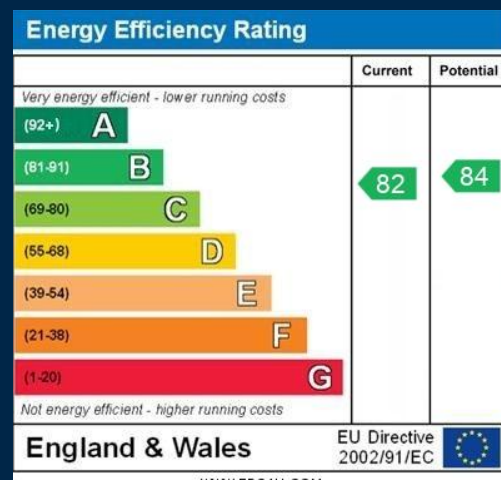 Energy Efficiency Rating
Current Potential
Very energy efficient - lower running costs
(92+) A
(81-91) B
82 84
(69-80) C
(55-68) D
(39-54) E
(21-38) F
(1-20) G
Not energy efficient - higher running costs
England & Wales EU Directive 2002/91/EC